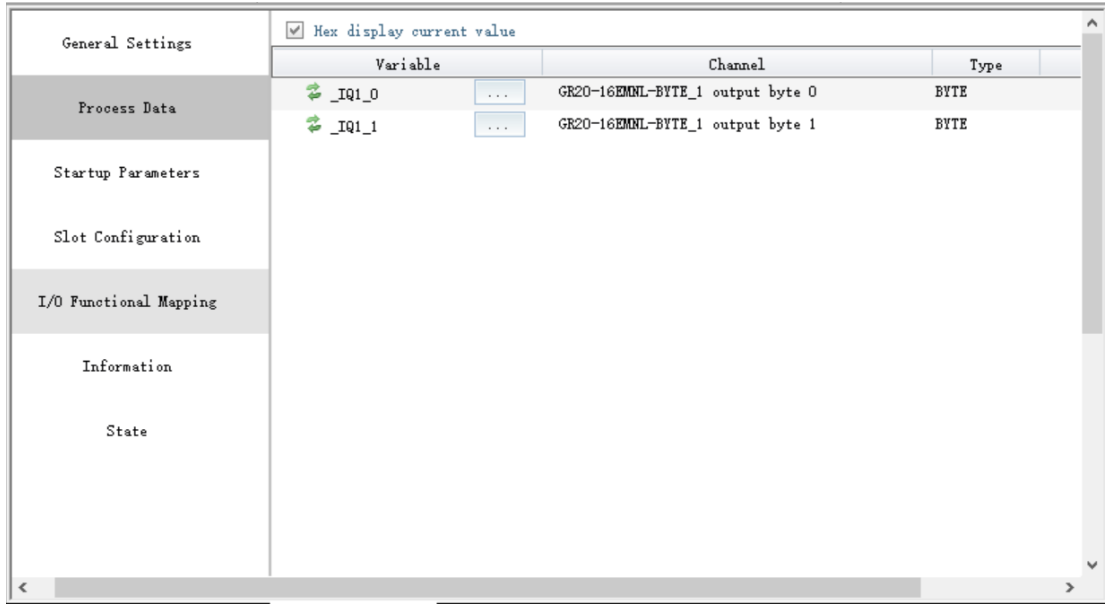 General Settings
Process Data
Startup Parameters
Slot Configuration
I/O Functional Mapping
Information
State
Hex display current value
Variable Channel Type
_IQ1_0 ... GR20-16EMNL-BYTE_1 output byte 0 BYTE
_IQ1_1 ... GR20-16EMNL-BYTE_1 output byte 1 BYTE